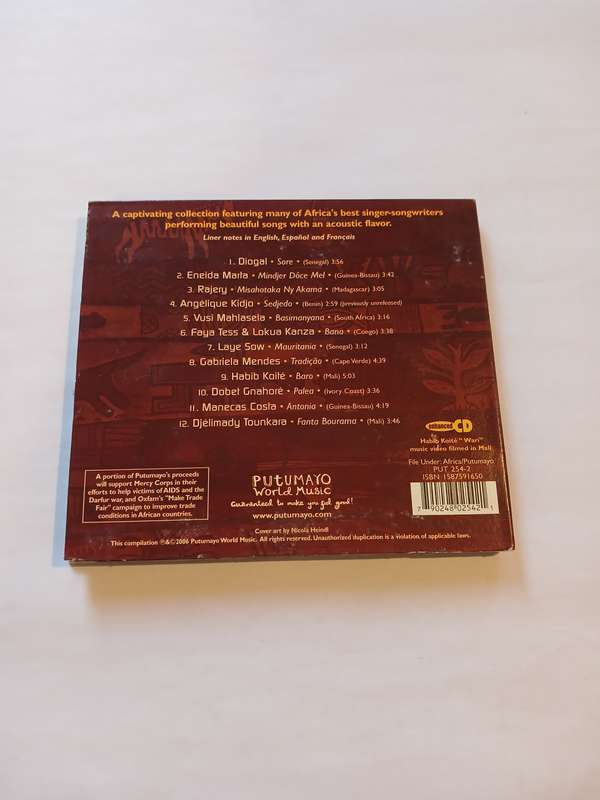 A captivating collection featuring many of Africa's best singer-songwriters
performing beautiful songs with an acoustic flavor.
Liner notes in English, Español and Français
1. Diogal • Sore • (Senegal) 3:56
2. Eneida Marta • Mindjer Dôce Mel • (Guinea-Bissau) 3:42
3. Rajery • Misahotaka Ny Akama • (Madagascar) 3:05
4. Angélique Kidjo • Sedjedo • (Benin) 2:59 (previously unreleased)
5. Vusi Mahlasela • Basimanyana • (South Africa) 3:16
6. Faya Tess & Lokua Kanza • Bana • (Congo) 3:38
7. Laye Sow • Mauritania • (Senegal) 3:12
8. Gabriela Mendes • Tradição • (Cape Verde) 4:39
9. Habib Koité • Baro • (Mali) 5:03
10. Dobet Gnahoré • Palea • (Ivory Coast) 3:36
11. Manecas Costa • Antonia • (Guinea-Bissau) 4:19
12. Djelimady Tounkara • Fanta Bourama • (Mali) 3:46
enhanced CD
Habib Koité "Wari"
music video filmed in Mali
File Under: Africa/Putumayo
PUT 254-2
ISBN 1587591650
7 90248 02542 1
A portion of Putumayo's proceeds
will support Mercy Corps in their
efforts to help victims of AIDS and the
Darfur war, and Oxfam's "Make Trade
Fair" campaign to improve trade
conditions in African countries.
PUTUMAYO
World Music
Guaranteed to make you feel good!
www.putumayo.com
Cover art by Nicola Heindl
This compilation ℗&©2006 Putumayo World Music. All rights reserved. Unauthorized duplication is a violation of applicable laws.